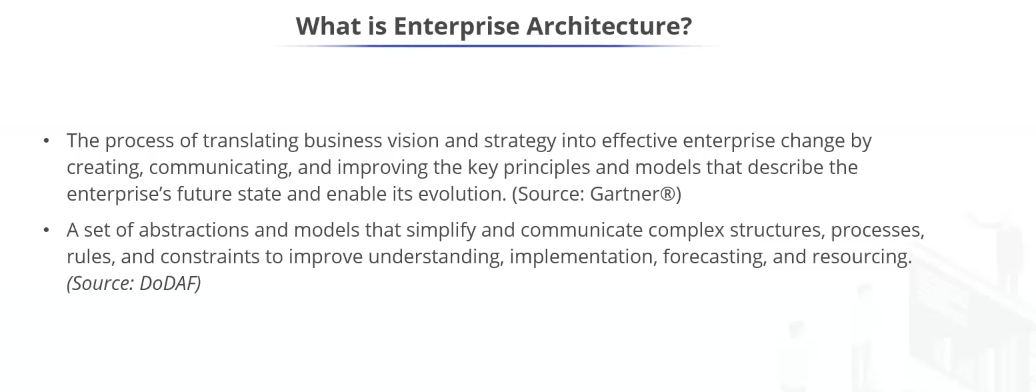 What is Enterprise Architecture?
• The process of translating business vision and strategy into effective enterprise change by
creating, communicating, and improving the key principles and models that describe the
enterprise’s future state and enable its evolution. (Source: Gartner®)
• A set of abstractions and models that simplify and communicate complex structures, processes,
rules, and constraints to improve understanding, implementation, forecasting, and resourcing.
(Source: DoDAF)